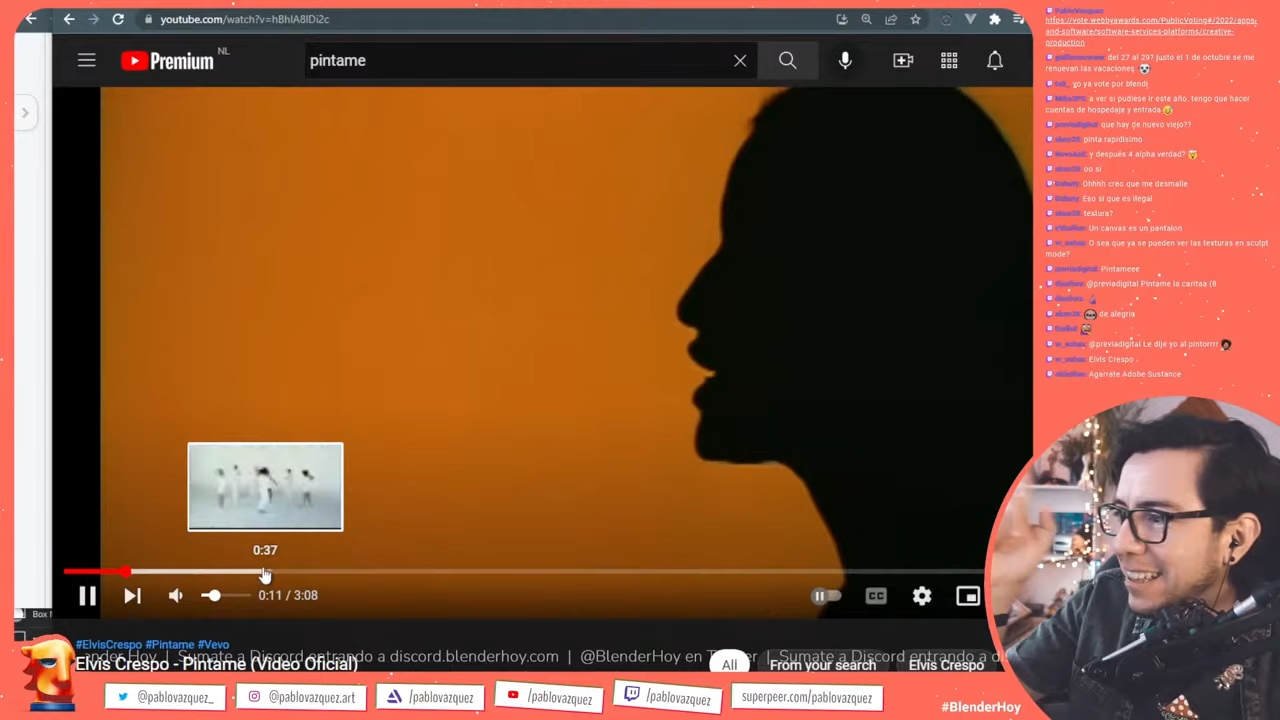 youtube.com/watch?v=hBhIA8IDi2c
Premium NL
pintame
0:37
0:11 / 3:08
CC
Box
#ElvisCrespo #Pintame #Vevo
Elvis Crespo - Pintame (Video Oficial)
| Sumate a Discord entrando a discord.blenderhoy.com | @BlenderHoy en | Sumate a Discord entrando a
All
From your search
Elvis Crespo
@pablovazquez_
@pablovazquez.art
/pablovazquez
/pablovazquez
/pablovazquez
superpeer.com/pablovazquez
#BlenderHoy
https://vote.webbyawards.com/PublicVoting#/2022/apps-
and-software/software-services-platforms/creative-
production
del 27 al 29? justo el 1 de octubre se me
renuevan las vacaciones
yo ya vote por blendi
a ver si pudiese ir este año, tengo que hacer
cuentas de hospedaje y entrada
que hay de nuevo viejo??
pinta rapidisimo
y después 4 alpha verdad?
oo si
Ohhhh creo que me desmalle
Eso si que es ilegal
textura?
Un canvas es un pantalon
O sea que ya se pueden ver las texturas en sculpt
mode?
Pintameee
@previadigital Pintame la caritaa (8
de alegria
@previadigital Le dije yo al pintorrrr
Elvis Crespo
Agarrate Adobe Sustance